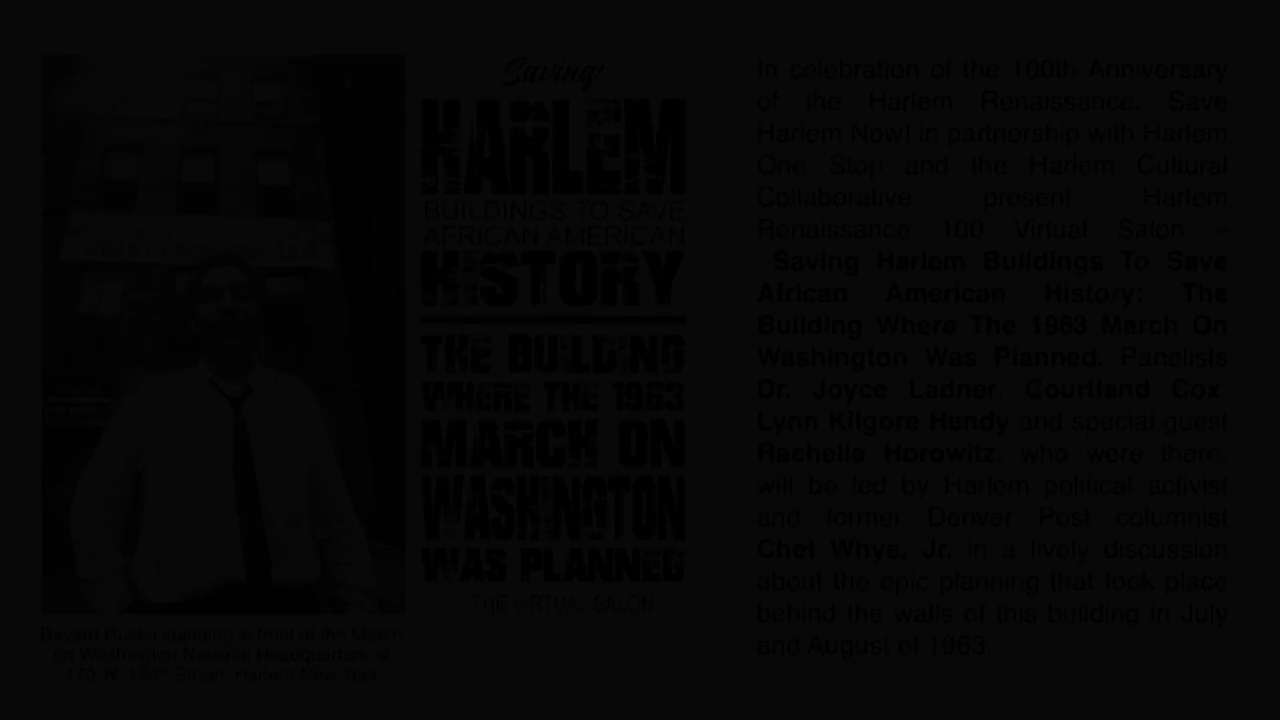 Saving
HARLEM
BUILDINGS TO SAVE
AFRICAN AMERICAN
HISTORY
THE BUILDING
WHERE THE 1963
MARCH ON
WASHINGTON
WAS PLANNED
THE VIRTUAL SALON
Bayard Rustin standing in front of the March
on Washington National Headquarters at
170 W. 130th Street, Harlem New York
In celebration of the 100th Anniversary
of the Harlem Renaissance, Save
Harlem Now! in partnership with Harlem
One Stop and the Harlem Cultural
Collaborative present Harlem
Renaissance 100 Virtual Salon –
Saving Harlem Buildings To Save
African American History: The
Building Where The 1963 March On
Washington Was Planned. Panelists
Dr. Joyce Ladner, Courtland Cox,
Lynn Kilgore Hendy and special guest
Rachelle Horowitz, who were there,
will be led by Harlem political activist
and former Denver Post columnist
Chet Whye, Jr. in a lively discussion
about the epic planning that took place
behind the walls of this building in July
and August of 1963.